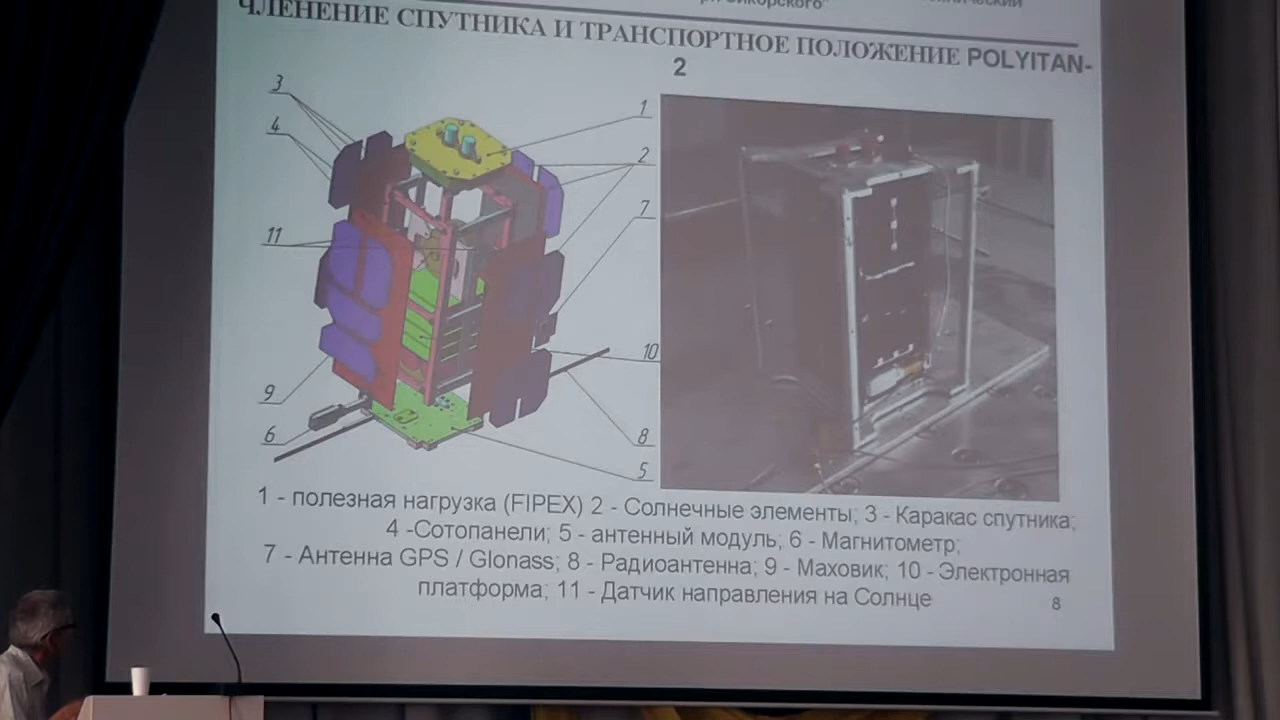 ЧЛЕНЕНИЕ СПУТНИКА И ТРАНСПОРТНОЕ ПОЛОЖЕНИЕ POLYITAN-
2
3
1
4
2
7
11
10
9
8
6
5
1 - полезная нагрузка (FIPEX) 2 - Солнечные элементы; 3 - Каракас спутника;
4 -Сотопанели; 5 - антенный модуль; 6 - Магнитометр;
7 - Антенна GPS / Glonass; 8 - Радиоантенна; 9 - Маховик; 10 - Электронная
платформа; 11 - Датчик направления на Солнце
8